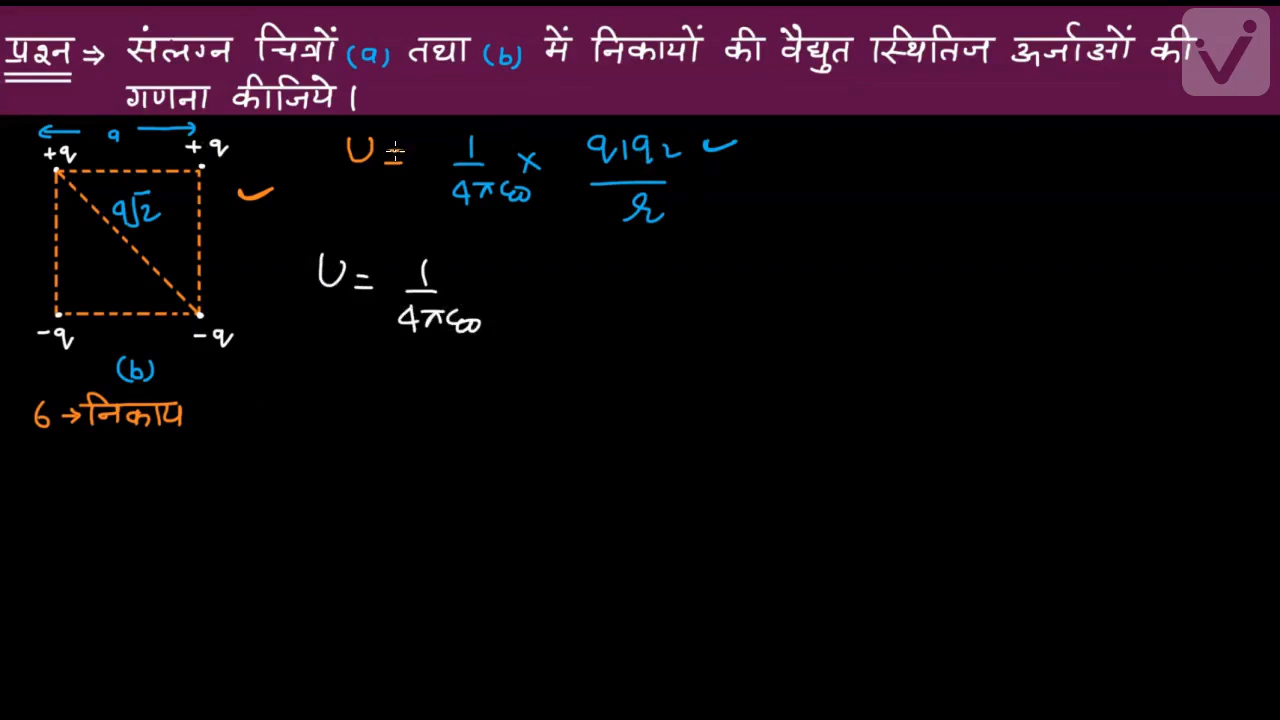 प्रश्न ⇒ संलग्न चित्रों (a) तथा (b) में निकायों की वैद्युत स्थितिज ऊर्जाओं की
गणना कीजिये।
a
+q +q
a√2
-q -q
(b)
6 → निकाय
U = 1/4πε0 × q1q2/r
U = 1/4πε0